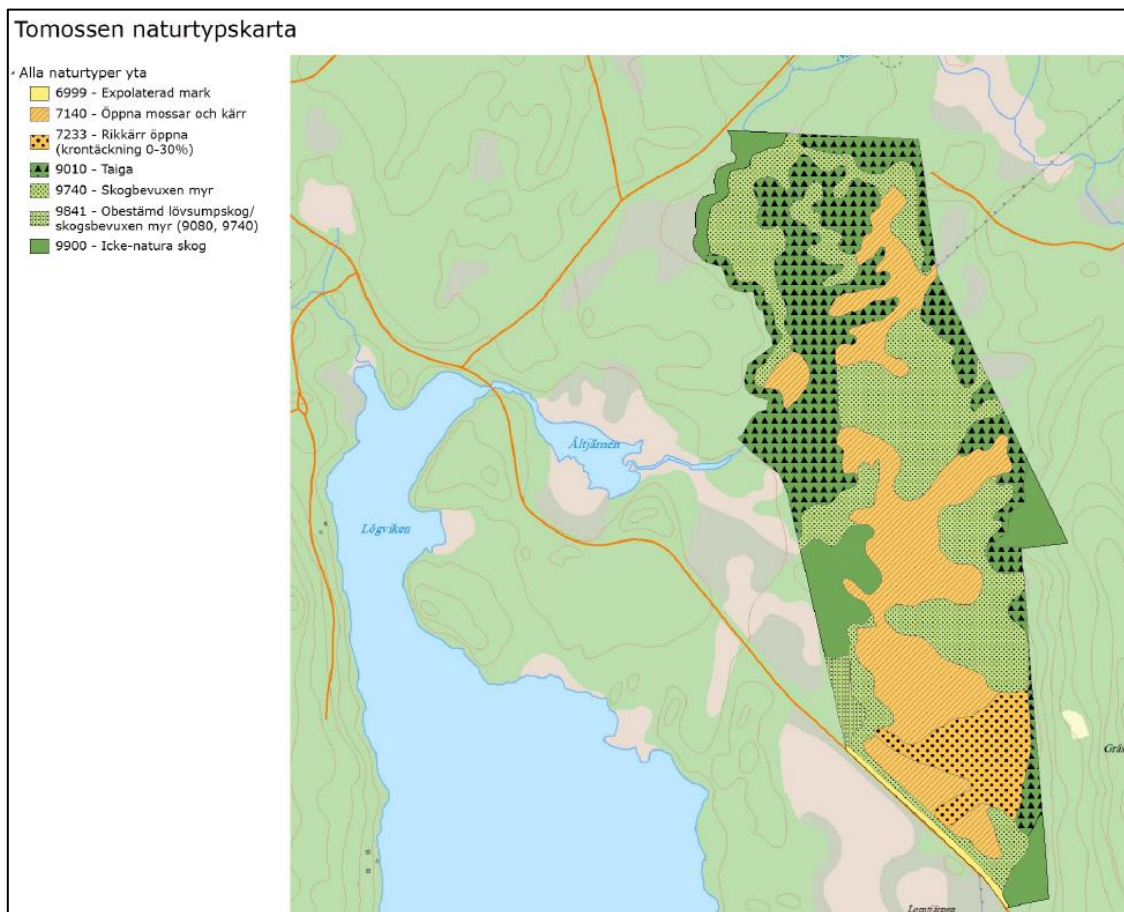 Tomossen naturtypskarta
Alla naturtyper yta
6999 - Expolaterad mark
7140 - Öppna mossar och kärr
7233 - Rikkärr öppna
(krontäckning 0-30%)
9010 - Taiga
9740 - Skogbevuxen myr
9841 - Obestämd lövsumpskog/
skogsbevuxen myr (9080, 9740)
9900 - Icke-natura skog
Ältjärnen
Lögviken
Lomtjärnen